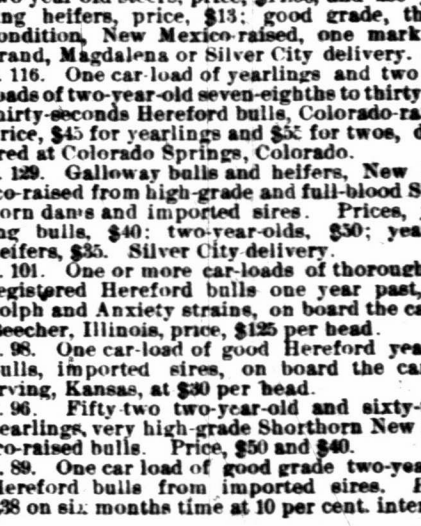 ng heifers, price, $13; good grade, th
ondition, New Mexico raised, one mark
rand, Magdalena or Silver City delivery.
116. One car-load of yearlings and two
oads of two-year-old seven-eighths to thirty
hirty-seconds Hereford bulls, Colorado-ra
rice, $45 for yearlings and for twos, d
red at Colorado Springs, Colorado.
129. Galloway bulls and heifers, New
co-raised from high-grade and full-blood S
orn dams and imported sires. Prices,
ng bulls, $40; two-year-olds, $50; yea
eifers, $35. Silver City delivery.
. 101. One or more car-loads of thorough
egistered Hereford bulls one year past,
olph and Anxiety strains, on board the ca
eecher, Illinois, price, $125 per head.
. 98. One car-load of good Hereford yea
ulls, imported sires, on board the ca
rving, Kansas, at $30 per head.
. 96. Fifty-two two-year-old and sixty-
earlings, very high-grade Shorthorn New
co-raised bulls. Price, $50 and $40.
. 89. One car load of good grade two-yea
Hereford bulls from imported sires.
38 on six months time at 10 per cent. inte